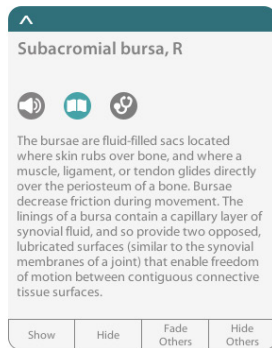 Subacromial bursa, R
The bursae are fluid-filled sacs located
where skin rubs over bone, and where a
muscle, ligament, or tendon glides directly
over the periosteum of a bone. Bursae
decrease friction during movement. The
linings of a bursa contain a capillary layer of
synovial fluid, and so provide two opposed,
lubricated surfaces (similar to the synovial
membranes of a joint) that enable freedom
of motion between contiguous connective
tissue surfaces.
Show Hide Fade Others Hide Others